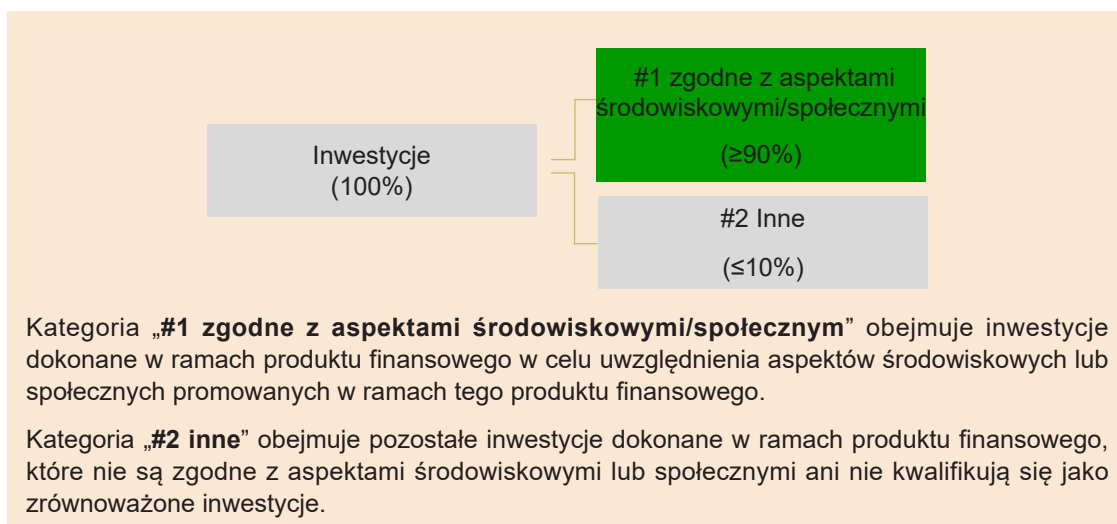 #1 zgodne z aspektami
środowiskowymi/społecznymi
(≥90%)
Inwestycje
(100%)
#2 Inne
(≤10%)
Kategoria „#1 zgodne z aspektami środowiskowymi/społecznym” obejmuje inwestycje
dokonane w ramach produktu finansowego w celu uwzględnienia aspektów środowiskowych lub
społecznych promowanych w ramach tego produktu finansowego.
Kategoria „#2 inne” obejmuje pozostałe inwestycje dokonane w ramach produktu finansowego,
które nie są zgodne z aspektami środowiskowymi lub społecznymi ani nie kwalifikują się jako
zrównoważone inwestycje.